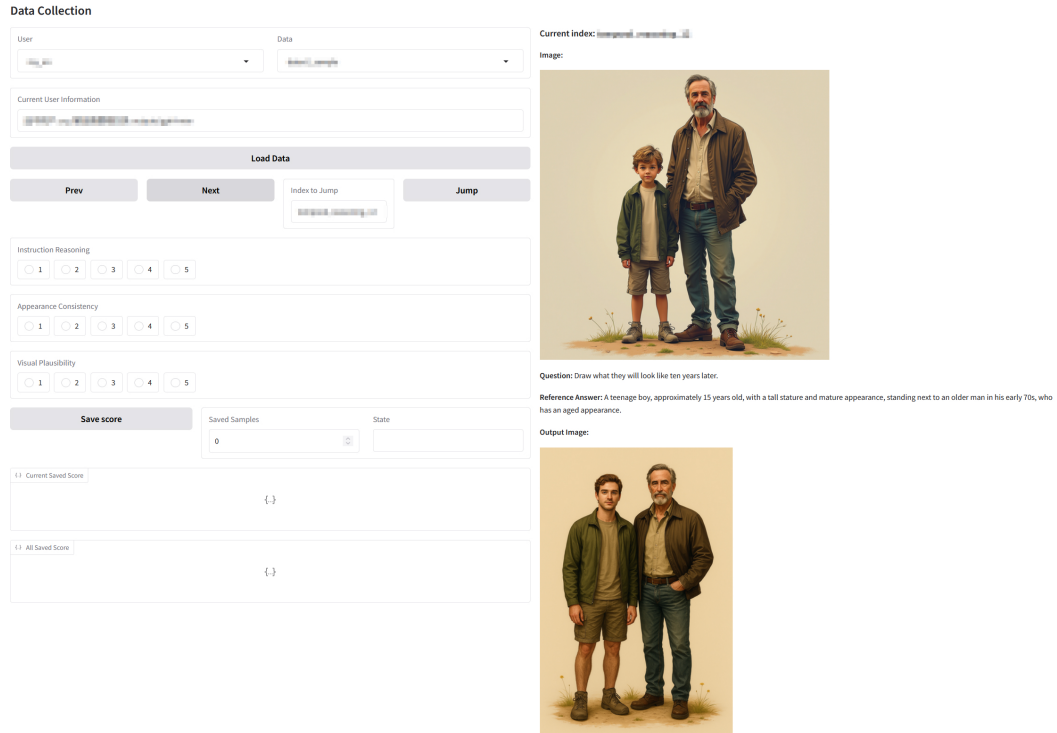 Data Collection
User
Data
Current User Information
Load Data
Prev
Next
Index to Jump
Jump
Instruction Reasoning
1 2 3 4 5
Appearance Consistency
1 2 3 4 5
Visual Plausibility
1 2 3 4 5
Save score
Saved Samples
State
0
Current Saved Score
{..}
All Saved Score
{..}
Current index:
Image:
Question: Draw what they will look like ten years later.
Reference Answer: A teenage boy, approximately 15 years old, with a tall stature and mature appearance, standing next to an older man in his early 70s, who
has an aged appearance.
Output Image: